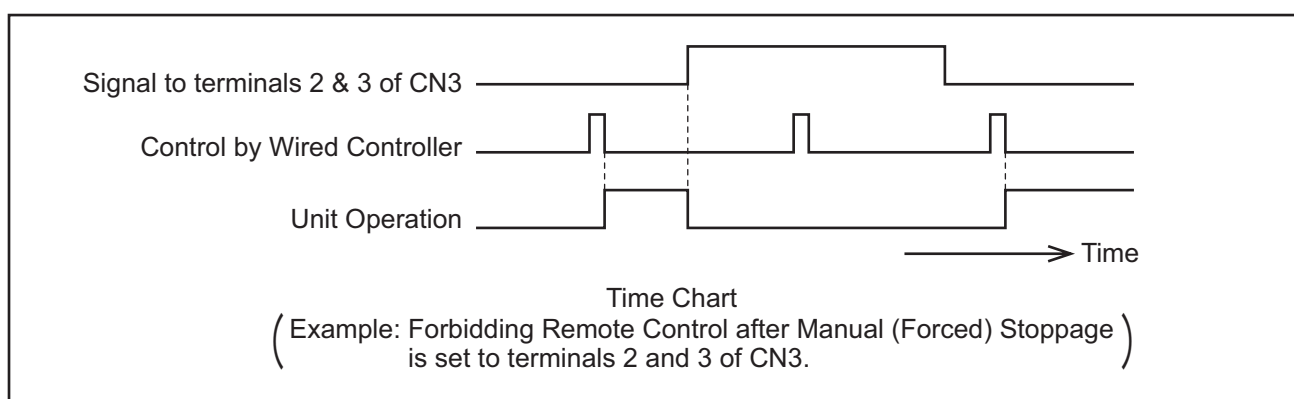 Signal to terminals 2 & 3 of CN3
Control by Wired Controller
Unit Operation
Time
Time Chart
(Example: Forbidding Remote Control after Manual (Forced) Stoppage
is set to terminals 2 and 3 of CN3.)